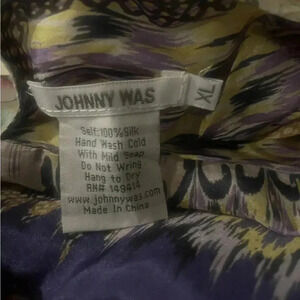 JOHNNY WAS
XL
Self:100%Silk
Hand Wash Cold
With Mild Soap
Do Not Wring
Hang to Dry
RN# 149414
www.johnnywas.com
Made In China